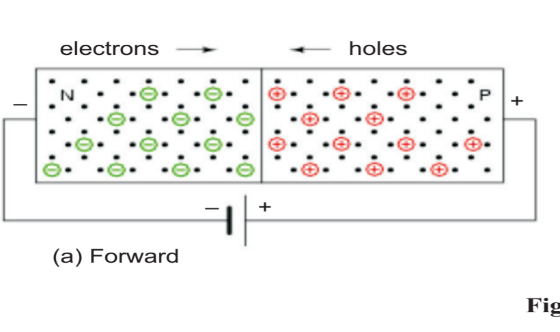 electrons holes
N P
− +
− +
(a) Forward
Fig